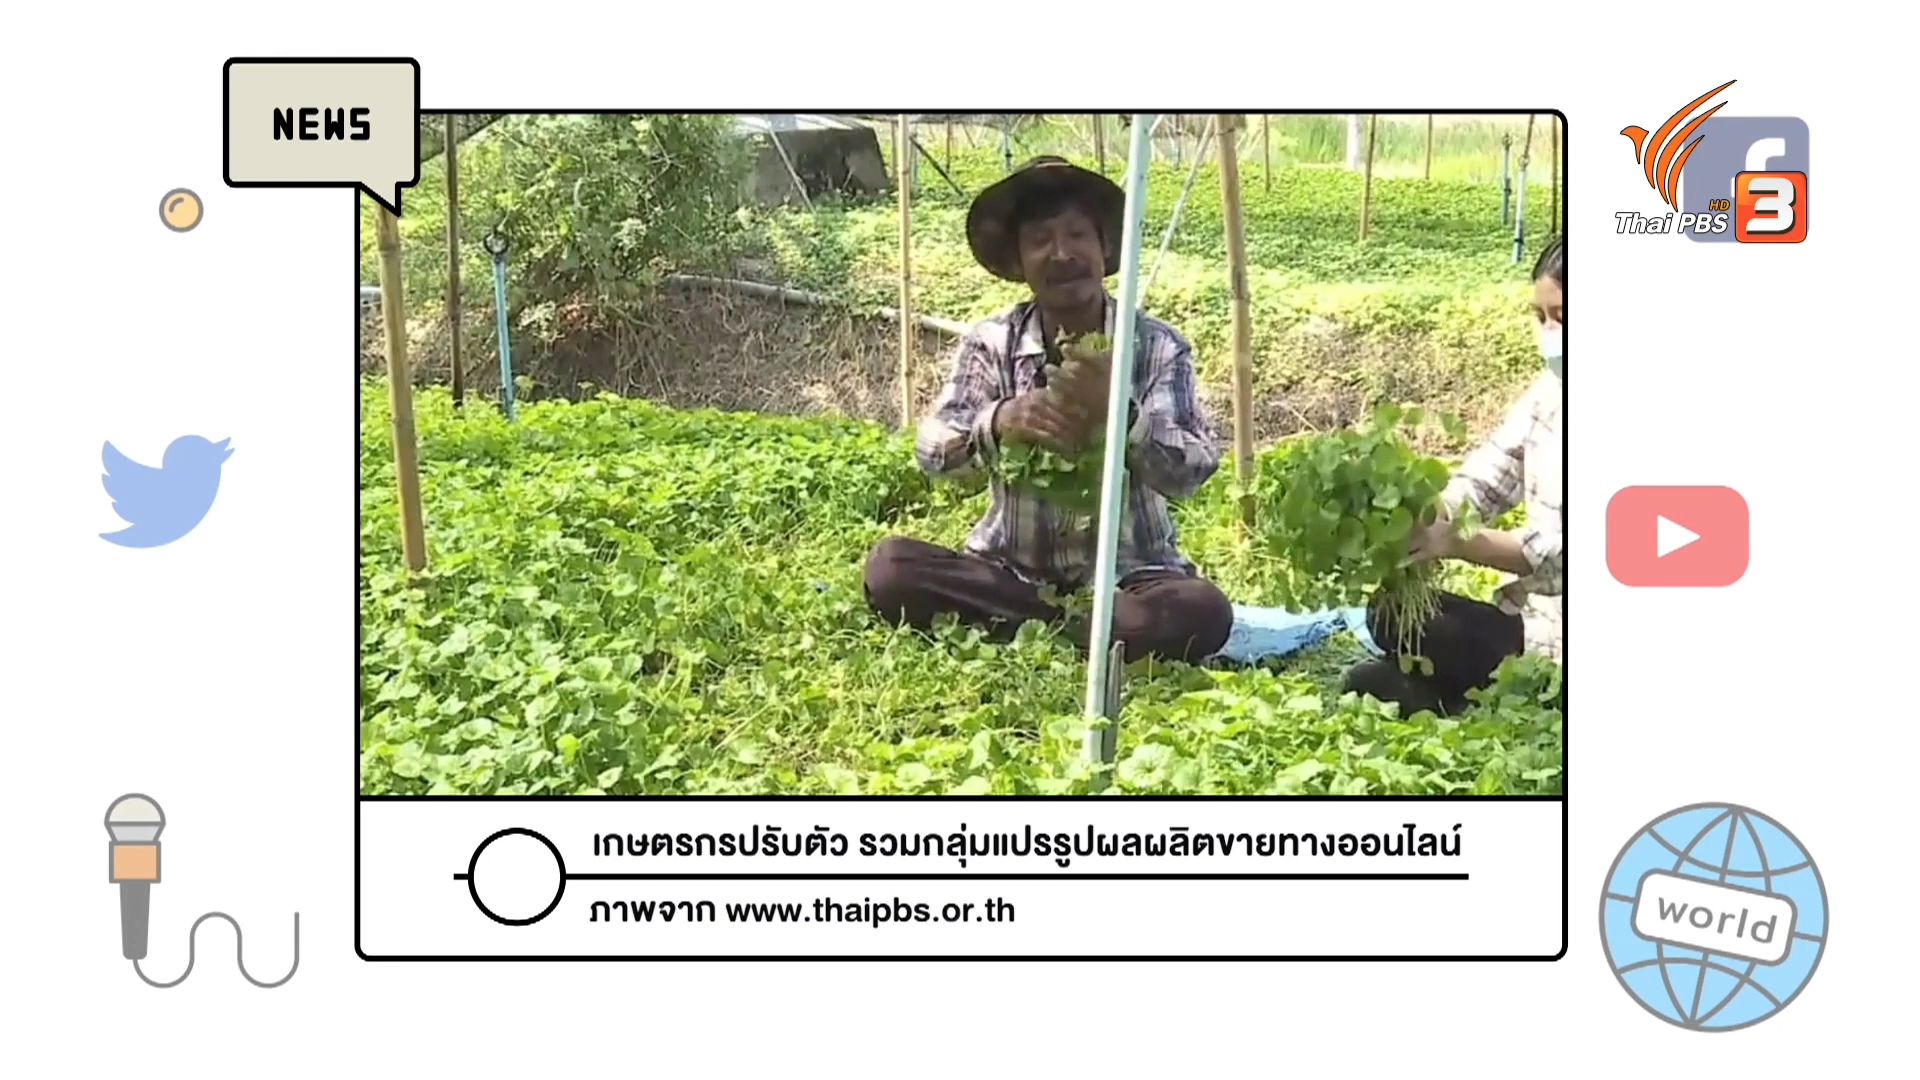 NEWS
Thai PBS HD 3
เกษตรกรปรับตัว รวมกลุ่มแปรรูปผลผลิตขายทางออนไลน์
ภาพจาก www.thaipbs.or.th
world